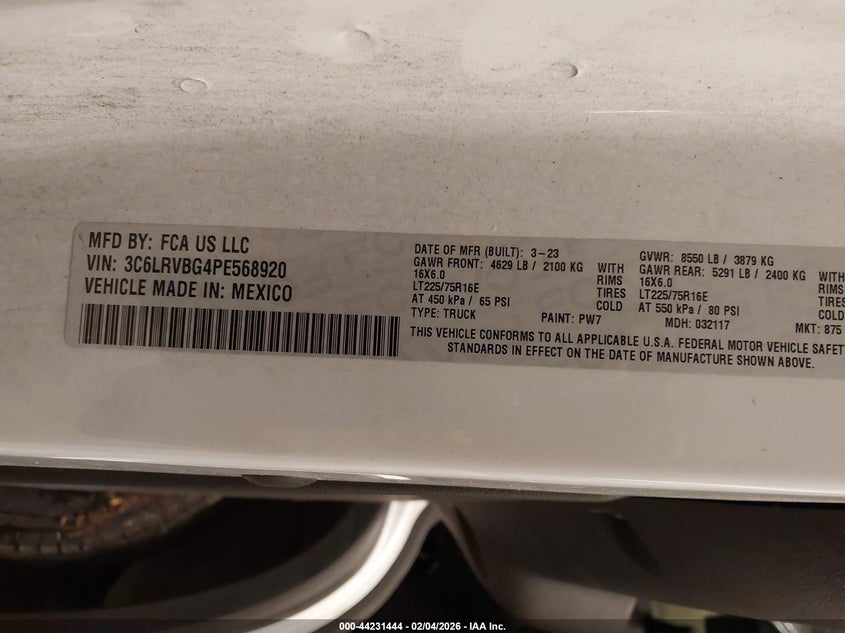 MFD BY: FCA US LLC
VIN: 3C6LRVBG4PE568920
VEHICLE MADE IN: MEXICO
DATE OF MFR (BUILT): 3-23
GAWR FRONT: 4629 LB / 2100 KG WITH
16X6.0 RIMS
LT225/75R16E TIRES
AT 450 kPa / 65 PSI COLD
TYPE: TRUCK PAINT: PW7
GVWR: 8550 LB / 3879 KG
GAWR REAR: 5291 LB / 2400 KG WITH
16X6.0 RIMS
LT225/75R16E TIRES
AT 550 kPa / 80 PSI COLD
MDH: 032117 MKT: 875
THIS VEHICLE CONFORMS TO ALL APPLICABLE U.S.A. FEDERAL MOTOR VEHICLE SAFETY
STANDARDS IN EFFECT ON THE DATE OF MANUFACTURE SHOWN ABOVE.
000-44231444 - 02/04/2026 - IAA Inc.